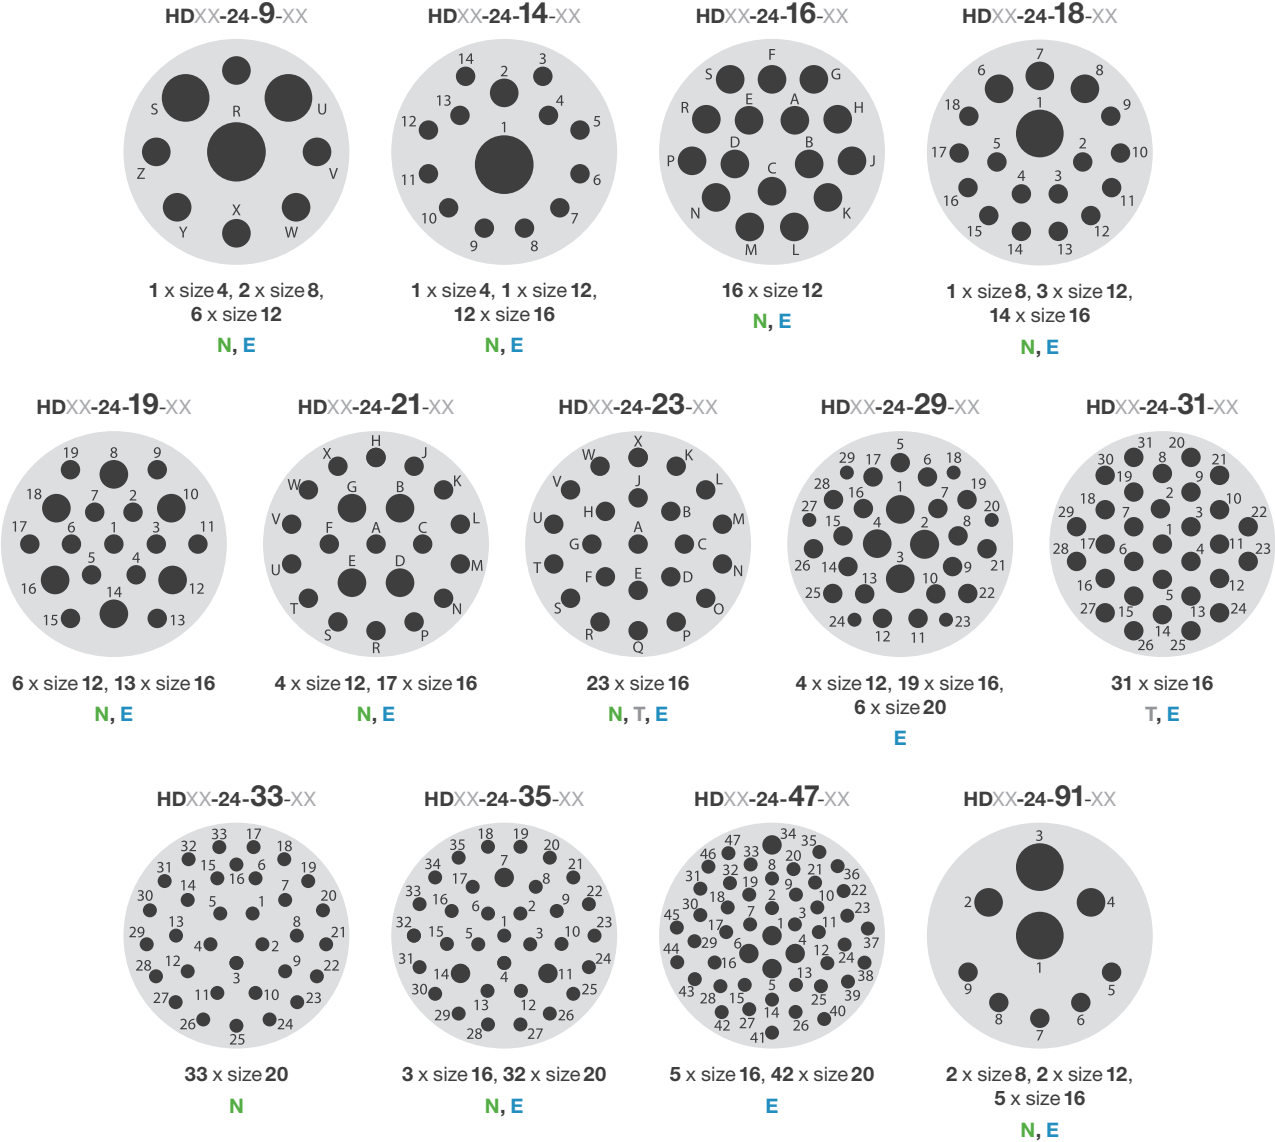 HDXX-24-9-XX
HDXX-24-14-XX
HDXX-24-16-XX
HDXX-24-18-XX
S
R
U
Z
V
Y
X
W
14
2
3
13
4
12
1
5
11
6
10
7
9
8
S
F
G
R
E
A
H
P
D
B
J
C
N
K
M
L
7
6
8
18
1
9
17
5
2
10
16
4
3
11
15
12
14
13
1 x size 4, 2 x size 8,
6 x size 12
N, E
1 x size 4, 1 x size 12,
12 x size 16
N, E
16 x size 12
N, E
1 x size 8, 3 x size 12,
14 x size 16
N, E
HDXX-24-19-XX
HDXX-24-21-XX
HDXX-24-23-XX
HDXX-24-29-XX
HDXX-24-31-XX
19
8
9
18
7
2
10
17
6
1
3
11
5
4
16
14
12
15
13
H
X
J
W
G
B
K
V
F
A
C
L
U
E
D
M
T
N
S
R
P
X
W
K
V
J
L
U
H
B
M
G
A
C
T
F
E
D
N
S
O
R
Q
P
5
29
17
6
18
28
16
1
7
19
27
15
4
2
8
20
3
26
14
9
21
13
10
25
22
24
12
11
23
31
20
30
8
21
19
9
18
2
10
29
7
1
3
22
17
11
28
6
4
23
16
12
5
27
15
13
24
14
26
25
6 x size 12, 13 x size 16
N, E
4 x size 12, 17 x size 16
N, E
23 x size 16
N, T, E
4 x size 12, 19 x size 16,
6 x size 20
E
31 x size 16
T, E
HDXX-24-33-XX
HDXX-24-35-XX
HDXX-24-47-XX
HDXX-24-91-XX
33
17
32
18
15
6
31
16
19
14
7
30
5
1
20
13
8
29
4
2
21
12
3
9
28
22
11
10
27
23
26
24
25
18
19
35
20
34
7
21
17
8
33
16
6
2
9
22
32
1
23
15
5
3
10
31
14
4
11
24
30
13
12
25
29
26
28
27
34
47
35
46
33
8
20
31
32
19
9
21
36
22
30
18
2
10
45
7
3
23
17
1
11
37
29
6
4
12
24
44
16
38
43
5
13
28
15
25
39
42
27
14
26
40
41
3
2
4
1
9
5
8
6
7
33 x size 20
N
3 x size 16, 32 x size 20
N, E
5 x size 16, 42 x size 20
E
2 x size 8, 2 x size 12,
5 x size 16
N, E